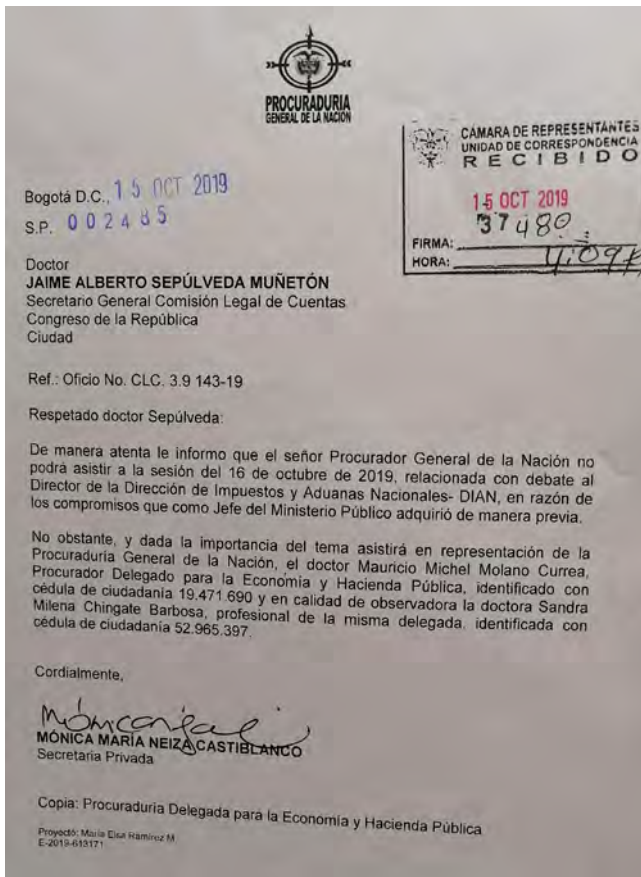 PROCURADURIA
GENERAL DE LA NACION
CÁMARA DE REPRESENTANTES
UNIDAD DE CORRESPONDENCIA
RECIBIDO
15 OCT 2019
37480
FIRMA:
HORA: 4:09
Bogotá D.C., 15 OCT 2019
S.P. 002485
Doctor
JAIME ALBERTO SEPÚLVEDA MUÑETÓN
Secretario General Comisión Legal de Cuentas
Congreso de la República
Ciudad
Ref.: Oficio No. CLC. 3.9 143-19
Respetado doctor Sepúlveda:
De manera atenta le informo que el señor Procurador General de la Nación no
podrá asistir a la sesión del 16 de octubre de 2019, relacionada con debate al
Director de la Dirección de Impuestos y Aduanas Nacionales- DIAN, en razón de
los compromisos que como Jefe del Ministerio Público adquirió de manera previa.
No obstante, y dada la importancia del tema asistirá en representación de la
Procuraduría General de la Nación, el doctor Mauricio Michel Molano Currea,
Procurador Delegado para la Economía y Hacienda Pública, identificado con
cédula de ciudadanía 19.471.690 y en calidad de observadora la doctora Sandra
Milena Chingate Barbosa, profesional de la misma delegada, identificada con
cédula de ciudadanía 52.965.397.
Cordialmente,
MÓNICA MARÍA NEIZA CASTIBLANCO
Secretaria Privada
Copia: Procuraduría Delegada para la Economía y Hacienda Pública
Proyectó: María Elsa Ramírez M
E-2019-613171